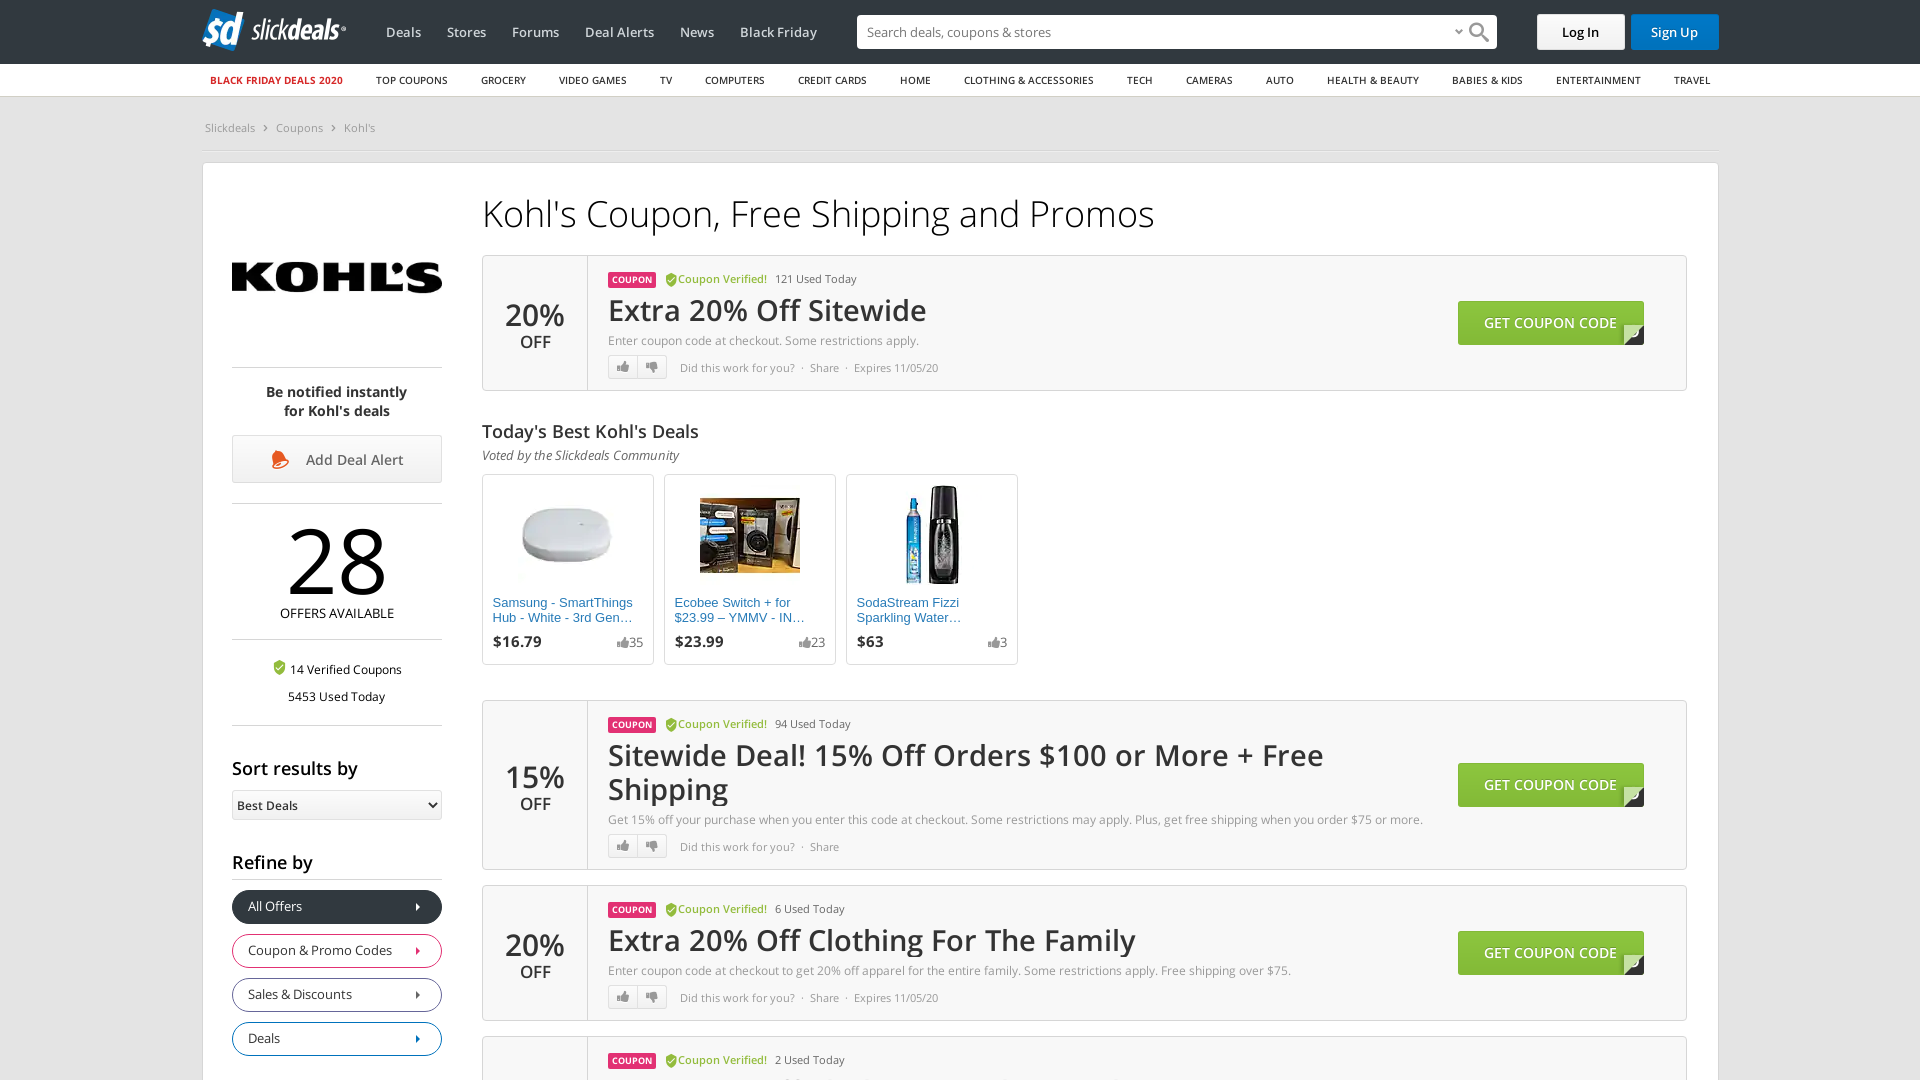 slickdeals
Deals Stores Forums Deal Alerts News Black Friday
Search deals, coupons & stores
Log In Sign Up
BLACK FRIDAY DEALS 2020 TOP COUPONS GROCERY VIDEO GAMES TV COMPUTERS CREDIT CARDS HOME CLOTHING & ACCESSORIES TECH CAMERAS AUTO HEALTH & BEAUTY BABIES & KIDS ENTERTAINMENT TRAVEL
Slickdeals Coupons Kohl's
KOHL'S
Be notified instantly
for Kohl's deals
Add Deal Alert
28
OFFERS AVAILABLE
14 Verified Coupons
5453 Used Today
Sort results by
Best Deals
Refine by
All Offers
Coupon & Promo Codes
Sales & Discounts
Deals
Kohl's Coupon, Free Shipping and Promos
20%
OFF
COUPON Coupon Verified! 121 Used Today
Extra 20% Off Sitewide
Enter coupon code at checkout. Some restrictions apply.
Did this work for you? · Share · Expires 11/05/20
GET COUPON CODE
Today's Best Kohl's Deals
Voted by the Slickdeals Community
Samsung - SmartThings
Hub - White - 3rd Gen…
$16.79 35
Ecobee Switch + for
$23.99 – YMMV - IN…
$23.99 23
SodaStream Fizzi
Sparkling Water…
$63 3
15%
OFF
COUPON Coupon Verified! 94 Used Today
Sitewide Deal! 15% Off Orders $100 or More + Free
Shipping
Get 15% off your purchase when you enter this code at checkout. Some restrictions may apply. Plus, get free shipping when you order $75 or more.
Did this work for you? · Share
GET COUPON CODE
20%
OFF
COUPON Coupon Verified! 6 Used Today
Extra 20% Off Clothing For The Family
Enter coupon code at checkout to get 20% off apparel for the entire family. Some restrictions apply. Free shipping over $75.
Did this work for you? · Share · Expires 11/05/20
GET COUPON CODE
COUPON Coupon Verified! 2 Used Today